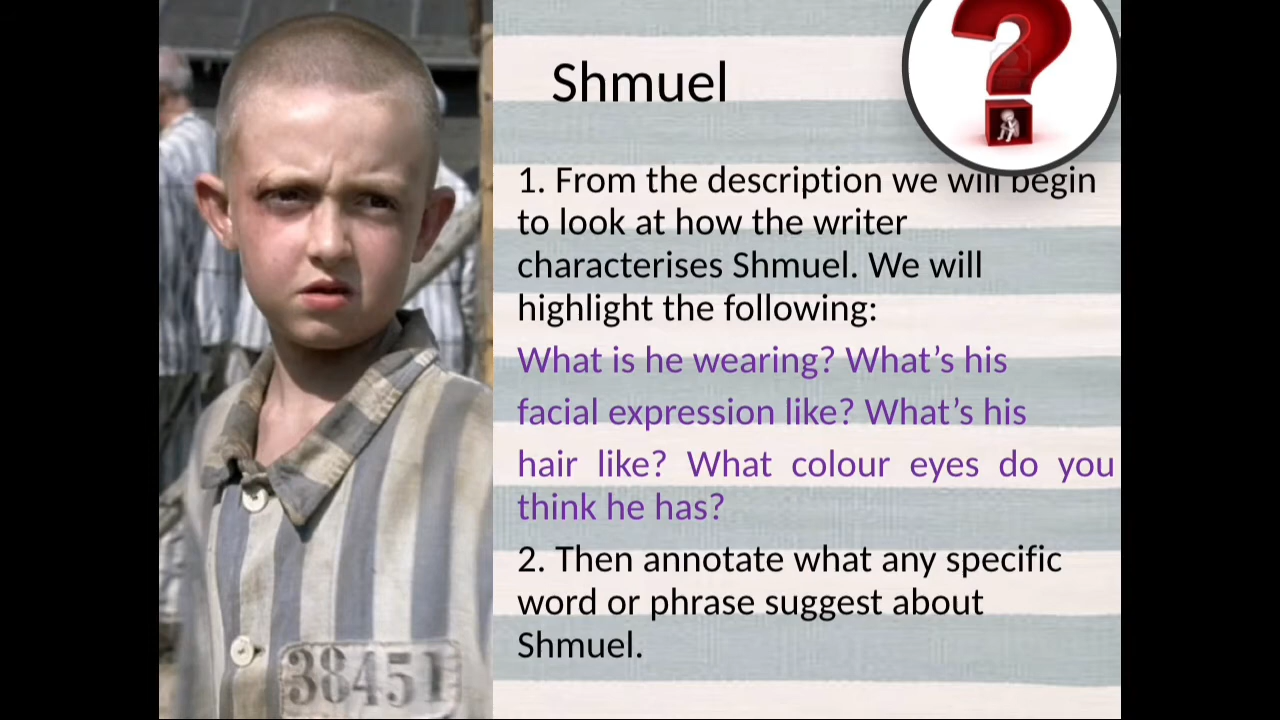 Shmuel
1. From the description we will begin
to look at how the writer
characterises Shmuel. We will
highlight the following:
What is he wearing? What’s his
facial expression like? What’s his
hair like? What colour eyes do you
think he has?
2. Then annotate what any specific
word or phrase suggest about
Shmuel.
38451